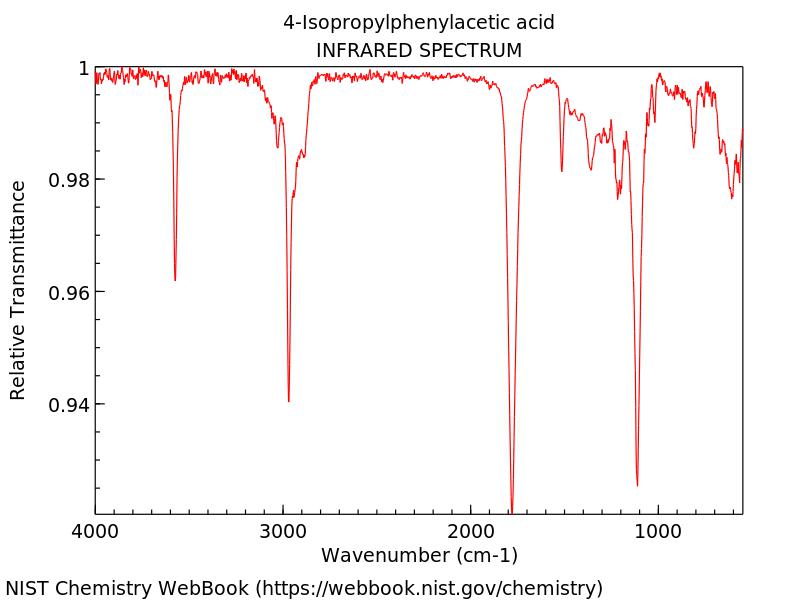 4-Isopropylphenylacetic acid
INFRARED SPECTRUM
Relative Transmittance
1
0.98
0.96
0.94
4000
3000
2000
1000
Wavenumber (cm-1)
NIST Chemistry WebBook (https://webbook.nist.gov/chemistry)